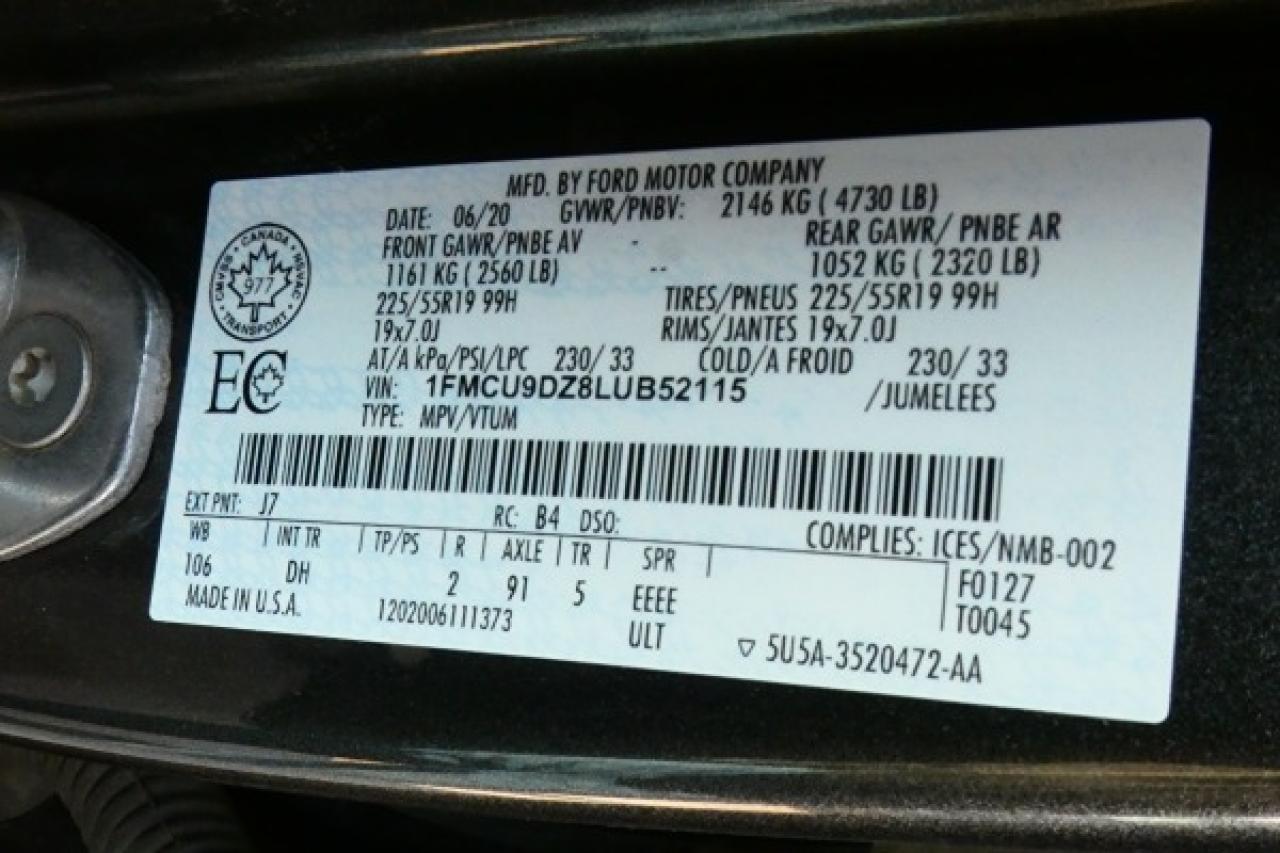 MFD. BY FORD MOTOR COMPANY
DATE: 06/20 GVWR/PNBV: 2146 KG ( 4730 LB)
FRONT GAWR/PNBE AV REAR GAWR/ PNBE AR
1161 KG ( 2560 LB) -- 1052 KG ( 2320 LB)
225/55R19 99H TIRES/PNEUS 225/55R19 99H
19x7.0J RIMS/JANTES 19x7.0J
AT/A kPa/PSI/LPC 230/ 33 COLD/A FROID 230/ 33
VIN: 1FMCU9DZ8LUB52115 /JUMELEES
TYPE: MPV/VTUM
CANADA
CMVSS NSVAC
977
TRANSPORT
EC
EXT PNT: J7 RC: B4 DSO: COMPLIES: ICES/NMB-002
WB | INT TR | TP/PS | R | AXLE | TR | SPR | F0127
106 DH 2 91 5 EEEE T0045
MADE IN U.S.A. 1202006111373 ULT ▽ 5U5A-3520472-AA